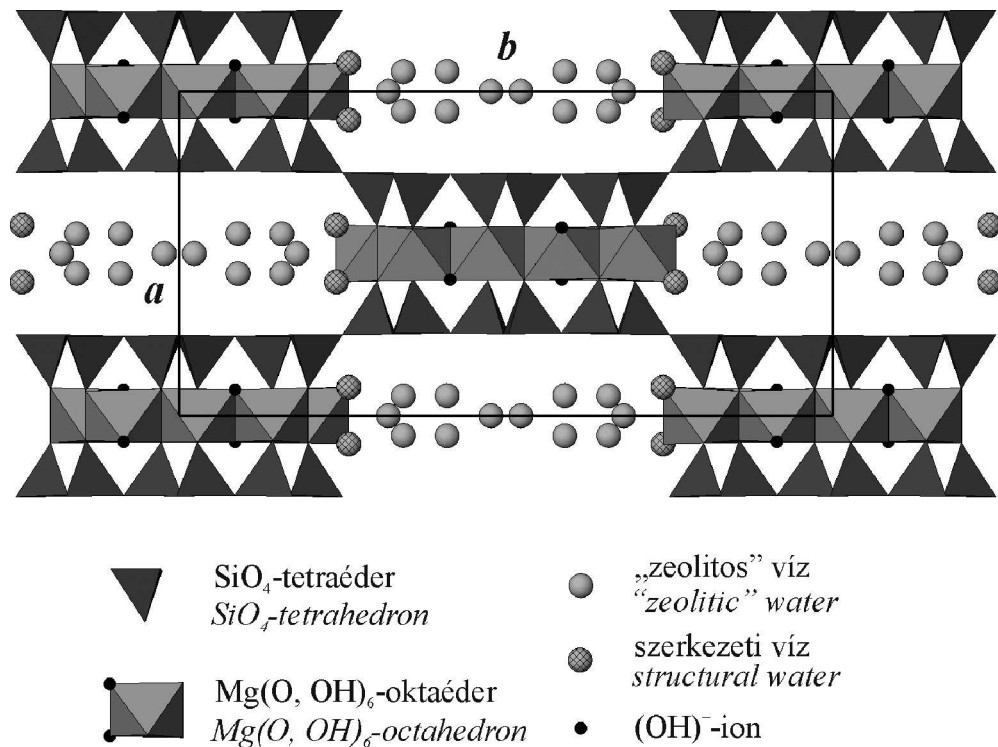 b
a
SiO₄-tetraéder
SiO₄-tetrahedron
Mg(O, OH)₆-oktaéder
Mg(O, OH)₆-octahedron
„zeolitos” víz
“zeolitic” water
szerkezeti víz
structural water
(OH)⁻-ion